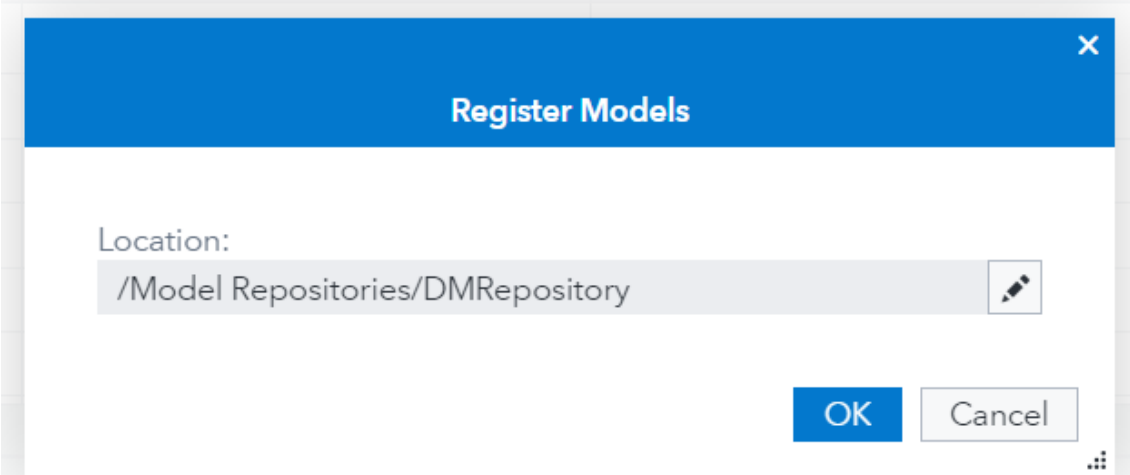 Register Models
Location:
/Model Repositories/DMRepository
OK
Cancel